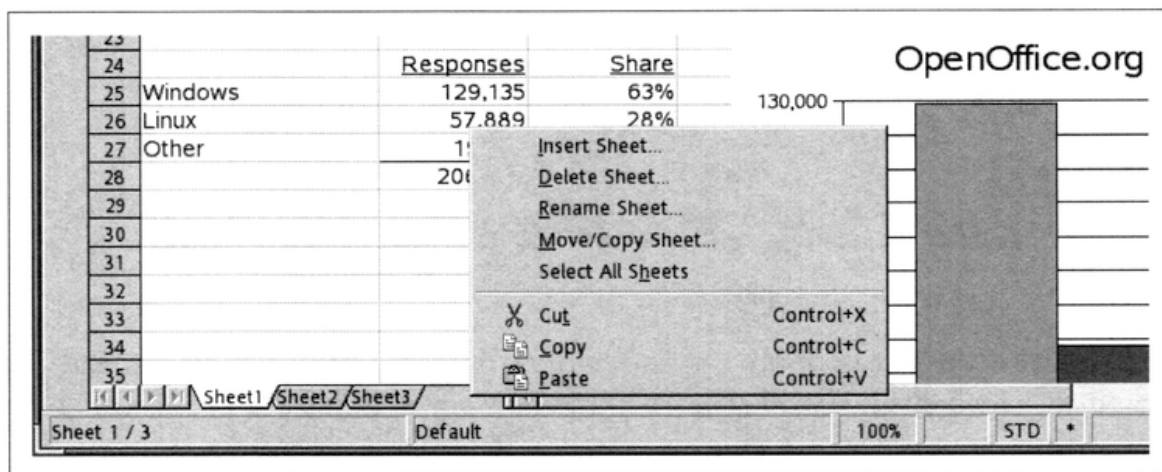 23
24 Responses Share OpenOffice.org
25 Windows 129,135 63% 130,000
26 Linux 57,889 28%
27 Other
28
29
30
31
32
33
34
35
Insert Sheet...
Delete Sheet...
Rename Sheet...
Move/Copy Sheet...
Select All Sheets
Cut Control+X
Copy Control+C
Paste Control+V
Sheet1 Sheet2 Sheet3
Sheet 1 / 3 Default 100% STD *